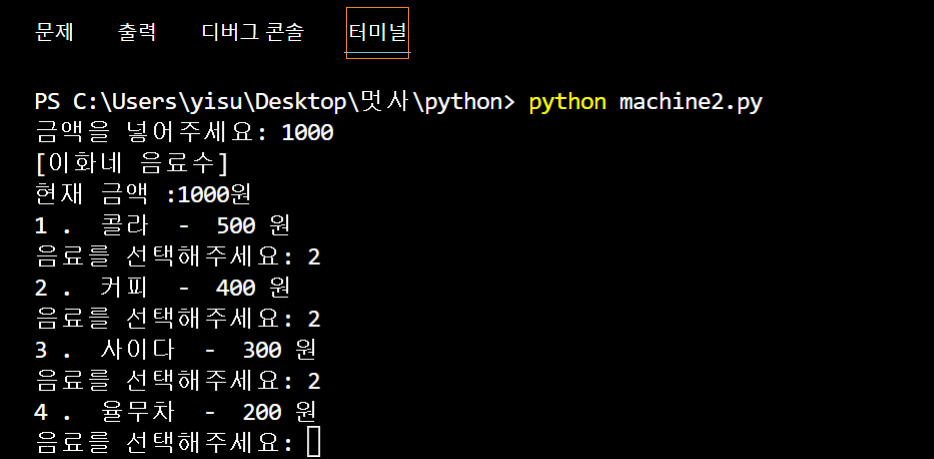 문제 출력 디버그 콘솔 터미널
PS C:\Users\yisu\Desktop\멋사\python> python machine2.py
금액을 넣어주세요: 1000
[이화네 음료수]
현재 금액 :1000원
1 . 콜라 - 500 원
음료를 선택해주세요: 2
2 . 커피 - 400 원
음료를 선택해주세요: 2
3 . 사이다 - 300 원
음료를 선택해주세요: 2
4 . 율무차 - 200 원
음료를 선택해주세요: